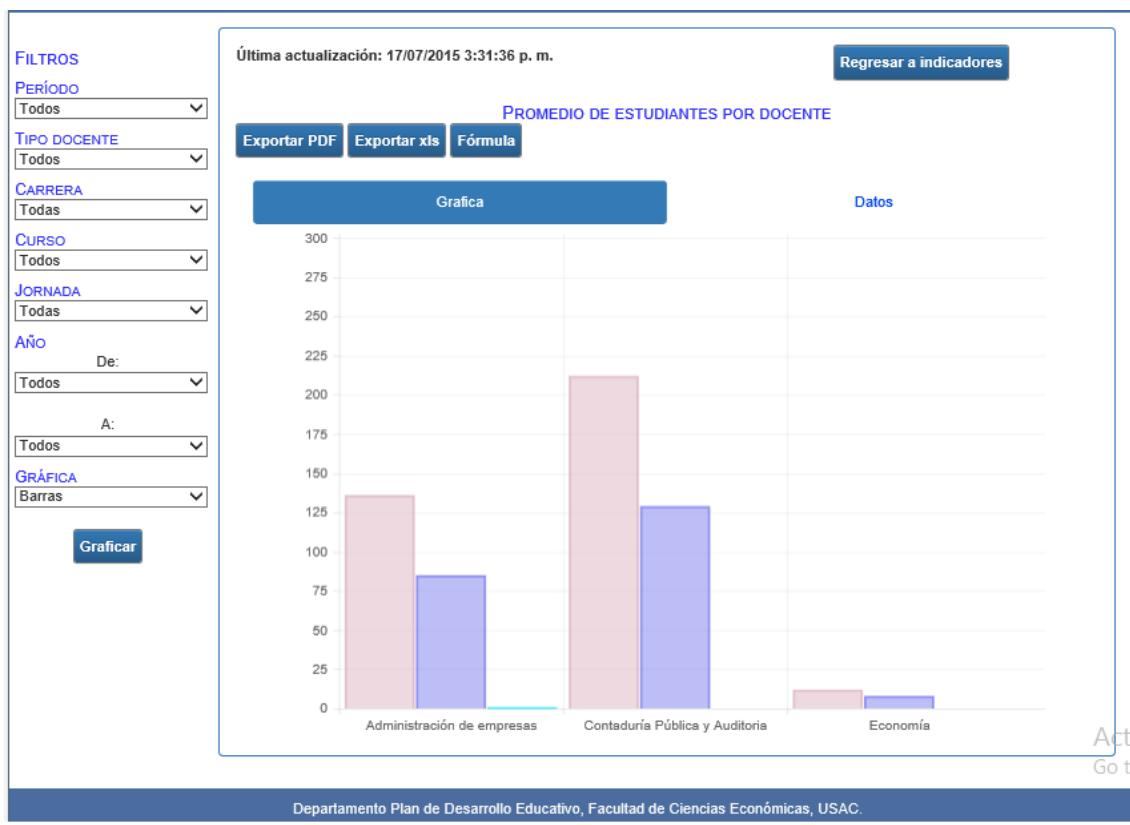 FILTROS
PERÍODO
Todos
TIPO DOCENTE
Todos
CARRERA
Todas
CURSO
Todos
JORNADA
Todas
AÑO
De:
Todos
A:
Todos
GRÁFICA
Barras
Graficar
Última actualización: 17/07/2015 3:31:36 p. m.
Regresar a indicadores
PROMEDIO DE ESTUDIANTES POR DOCENTE
Exportar PDF Exportar xls Fórmula
Grafica Datos
300
275
250
225
200
175
150
125
100
75
50
25
0
Administración de empresas Contaduría Pública y Auditoria Economía
Act
Go t
Departamento Plan de Desarrollo Educativo, Facultad de Ciencias Económicas, USAC.